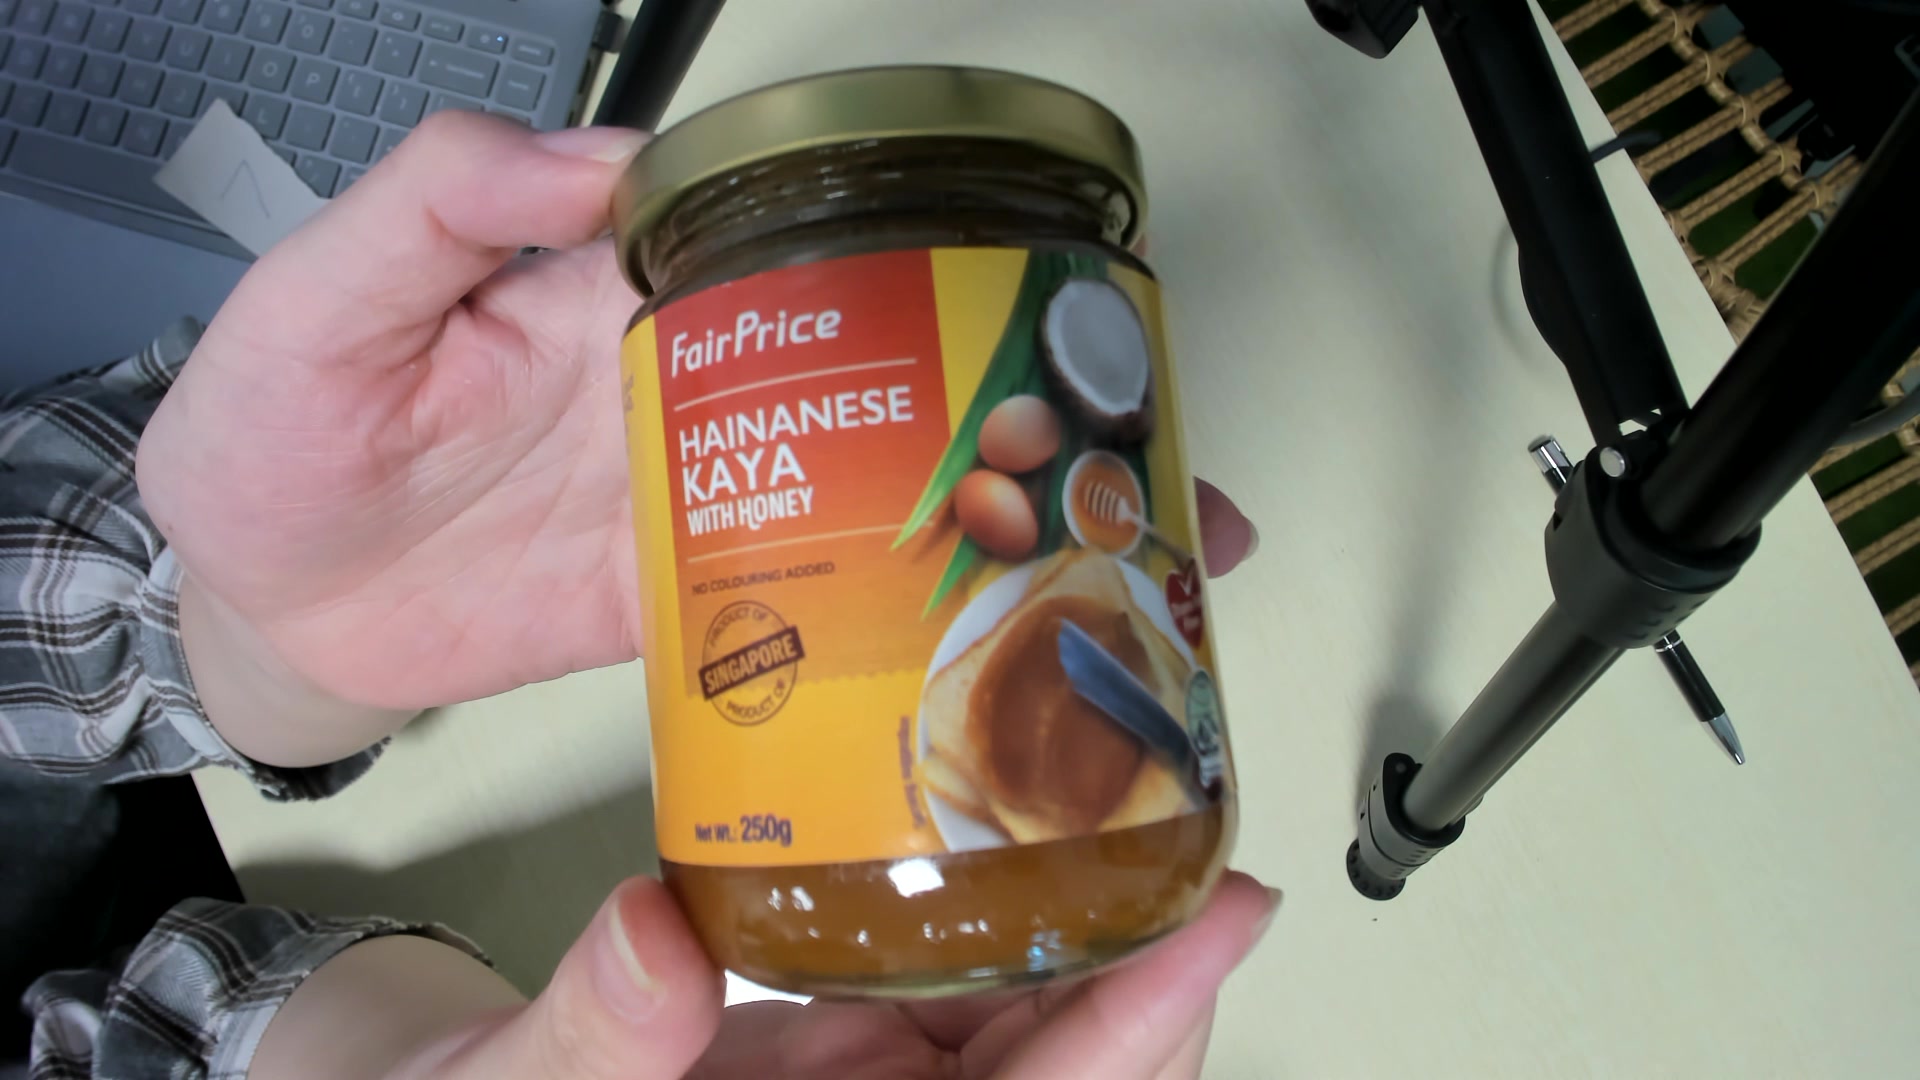 FairPrice
HAINANESE
KAYA
WITH HONEY
NO COLOURING ADDED
PRODUCT OF
SINGAPORE
PRODUCT OF
Net Wt.: 250g